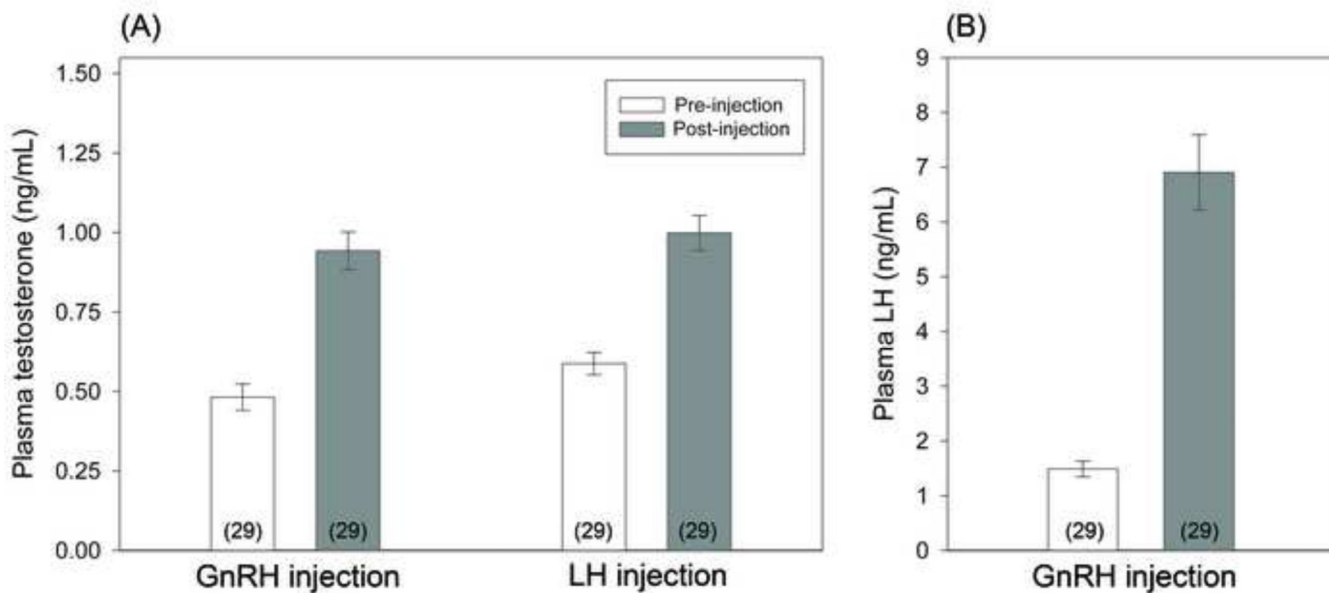 (A)
Plasma testosterone (ng/mL)
1.50
1.25
1.00
0.75
0.50
0.25
0.00
Pre-injection
Post-injection
(29)
(29)
(29)
(29)
GnRH injection
LH injection
(B)
Plasma LH (ng/mL)
9
8
7
6
5
4
3
2
1
0
(29)
(29)
GnRH injection